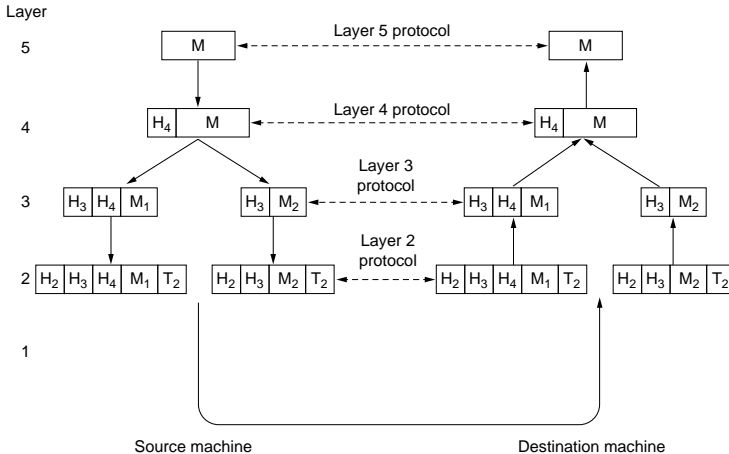 Layer
5 M Layer 5 protocol M
4 H4 M Layer 4 protocol H4 M
Layer 3
protocol
3 H3 H4 M1 H3 M2 H3 H4 M1 H3 M2
Layer 2
protocol
2 H2 H3 H4 M1 T2 H2 H3 M2 T2 H2 H3 H4 M1 T2 H2 H3 M2 T2
1
Source machine Destination machine